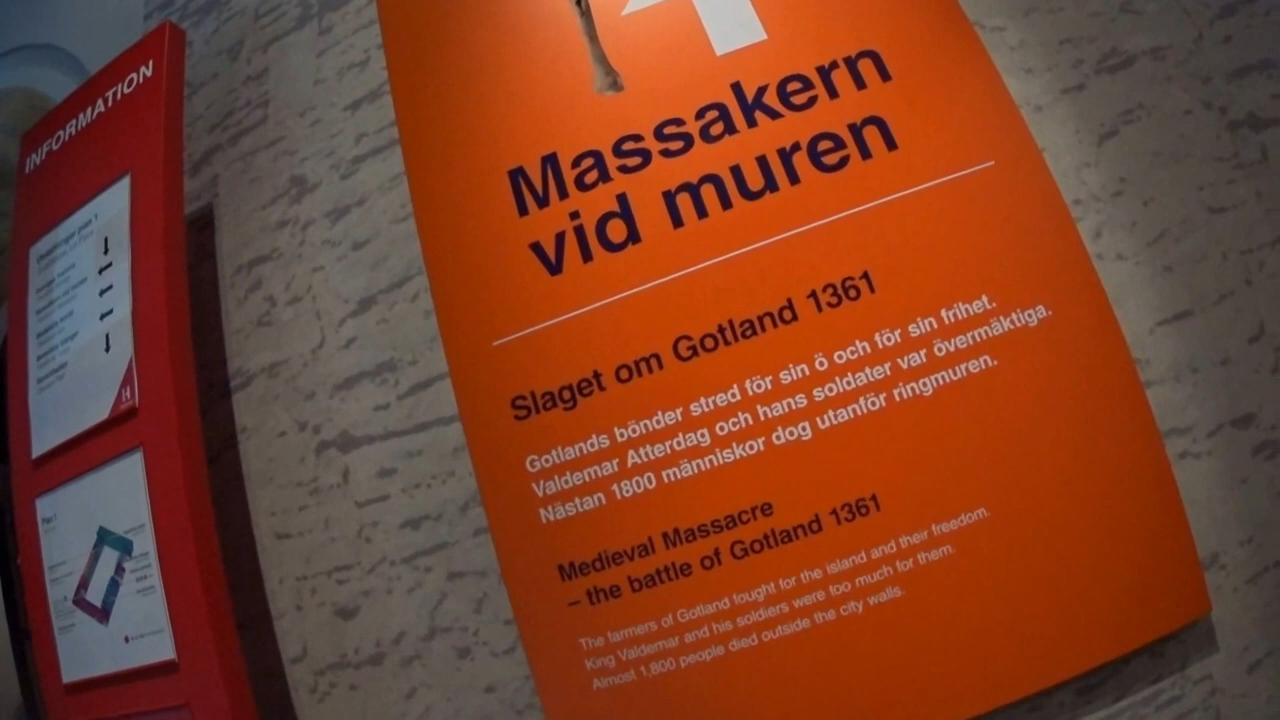 INFORMATION
H
4
Massakern
vid muren
Slaget om Gotland 1361
Gotlands bönder stred för sin ö och för sin frihet.
Valdemar Atterdag och hans soldater var övermäktiga.
Nästan 1800 människor dog utanför ringmuren.
Medieval Massacre
– the battle of Gotland 1361
The farmers of Gotland fought for the island and their freedom.
King Valdemar and his soldiers were too much for them.
Almost 1,800 people died outside the city walls.